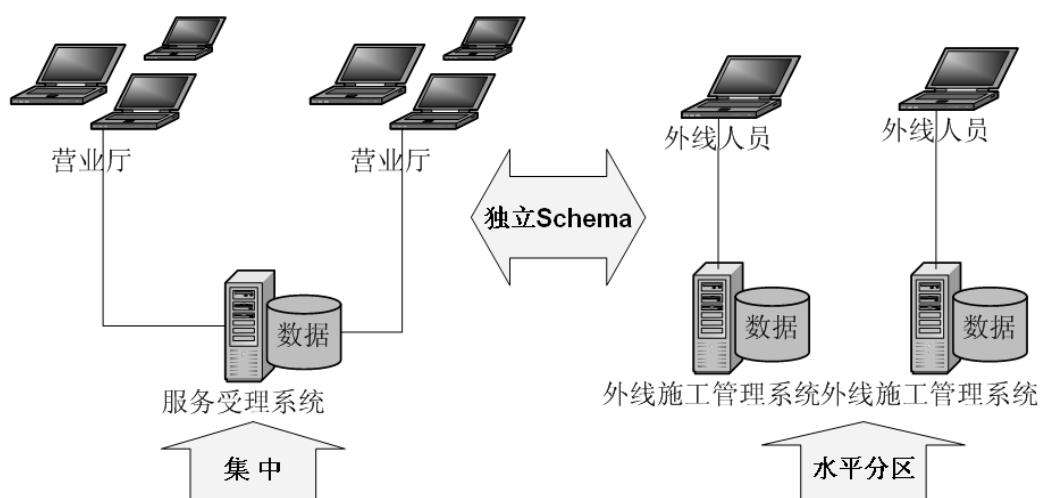 营业厅
营业厅
外线人员
外线人员
独立Schema
数据
数据
数据
服务受理系统
外线施工管理系统
外线施工管理系统
集 中
水平分区